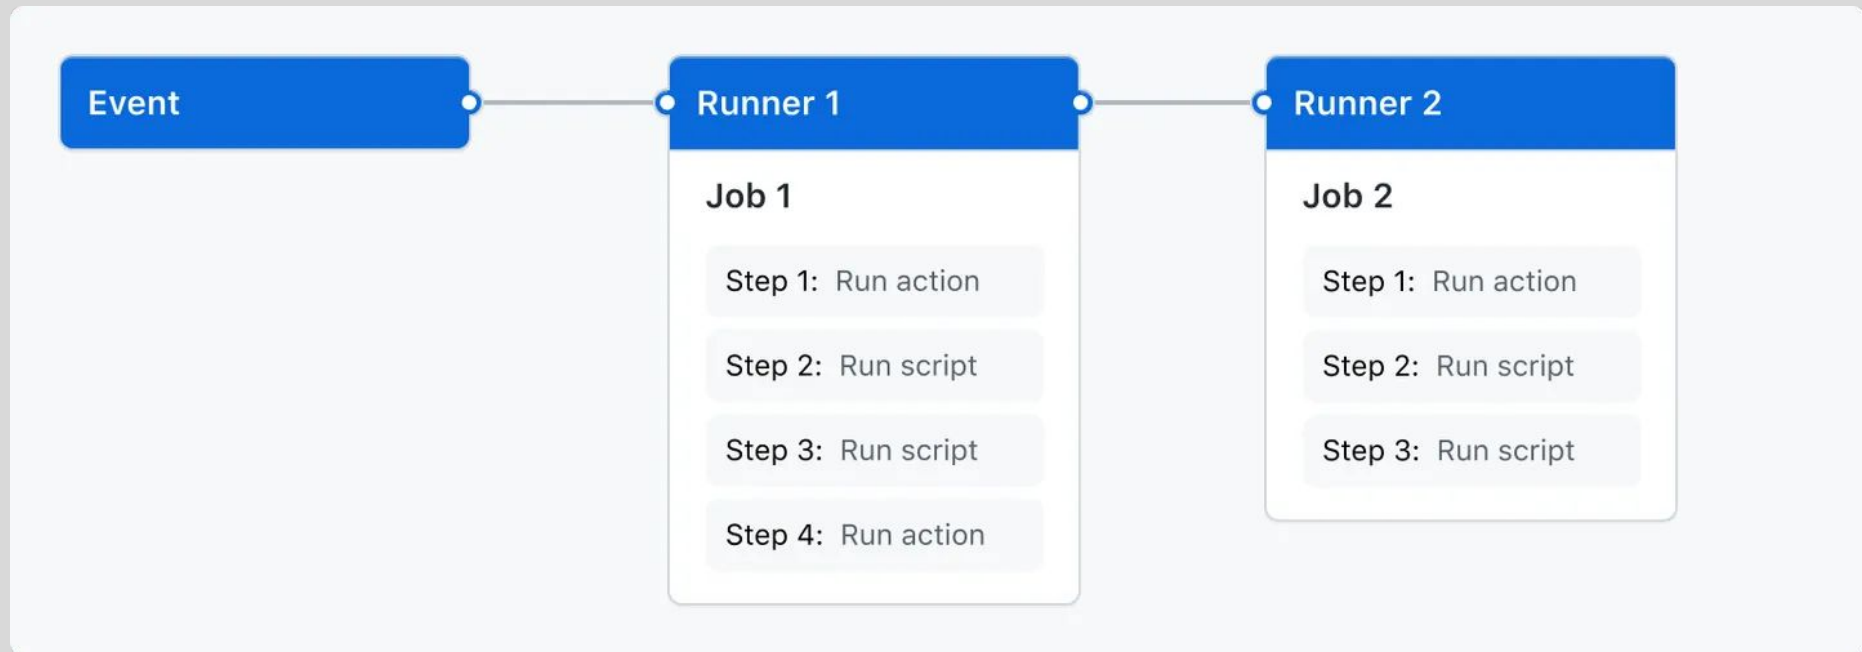 Event
Runner 1
Job 1
Step 1: Run action
Step 2: Run script
Step 3: Run script
Step 4: Run action
Runner 2
Job 2
Step 1: Run action
Step 2: Run script
Step 3: Run script